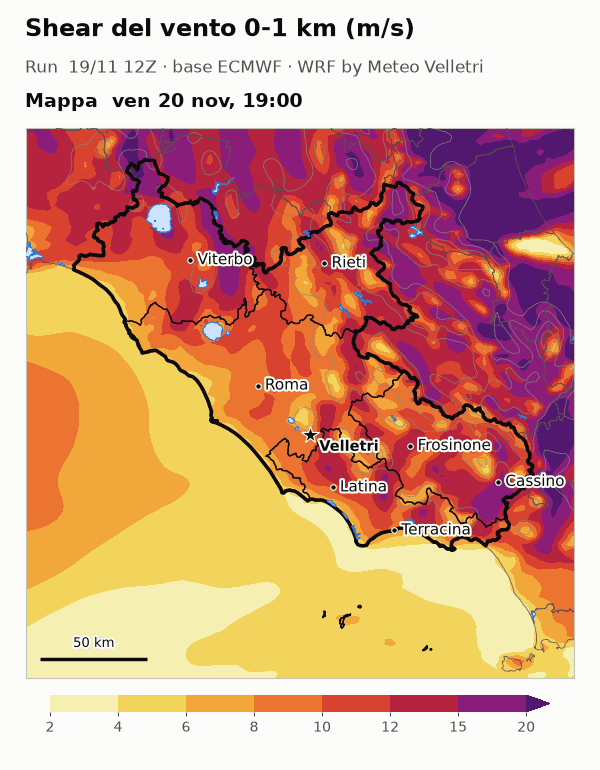 Shear del vento 0-1 km (m/s)
Run  19/11 12Z · base ECMWF · WRF by Meteo Velletri
Mappa  ven 20 nov, 19:00
Viterbo
Rieti
Roma
Velletri
Frosinone
Latina
Cassino
Terracina
50 km
2 4 6 8 10 12 15 20